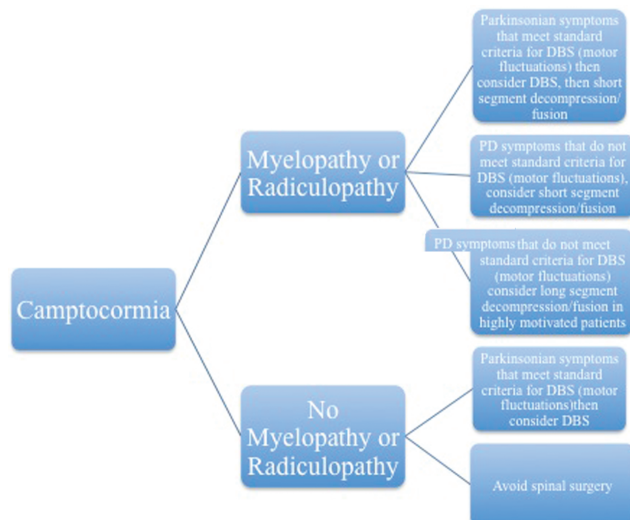 Parkinsonian symptoms
that meet standard
criteria for DBS (motor
fluctuations) then
consider DBS, then short
segment decompression/
fusion
Myelopathy or
Radiculopathy
PD symptoms that do not
meet standard criteria for
DBS (motor fluctuations),
consider short segment
decompression/fusion
PD symptoms that do not meet
standard criteria for DBS
(motor fluctuations)
consider long segment
decompression/fusion in
highly motivated patients
Camptocormia
Parkinsonian symptoms
that meet standard
criteria for DBS (motor
fluctuations)then
consider DBS
No
Myelopathy or
Radiculopathy
Avoid spinal surgery